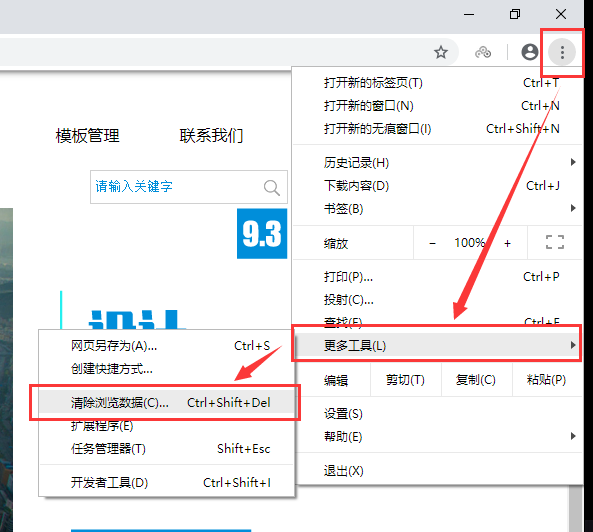 模板管理 联系我们
请输入关键字
9.3
打开新的标签页(T) Ctrl+T
打开新的窗口(N) Ctrl+N
打开新的无痕窗口(I) Ctrl+Shift+N
历史记录(H)
下载内容(D) Ctrl+J
书签(B)
缩放 − 100% +
打印(P)... Ctrl+P
投射(C)...
查找(F) Ctrl+F
更多工具(L)
编辑 剪切(T) 复制(C) 粘贴(P)
设置(S)
帮助(E)
退出(X)
网页另存为(A)... Ctrl+S
创建快捷方式...
清除浏览数据(C)... Ctrl+Shift+Del
扩展程序(E)
任务管理器(T) Shift+Esc
开发者工具(D) Ctrl+Shift+I